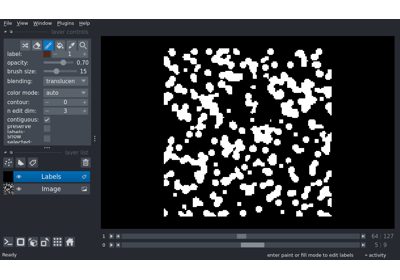 File View Window Plugins Help
layer controls
label: 1
opacity: 0.70
brush size: 15
blending: translucen
color mode: auto
contour: 0
n edit dim: 3
contiguous:
preserve labels:
show selected:
layer list
Labels
Image
1 64 127
0 5 9
Ready enter paint or fill mode to edit labels activity